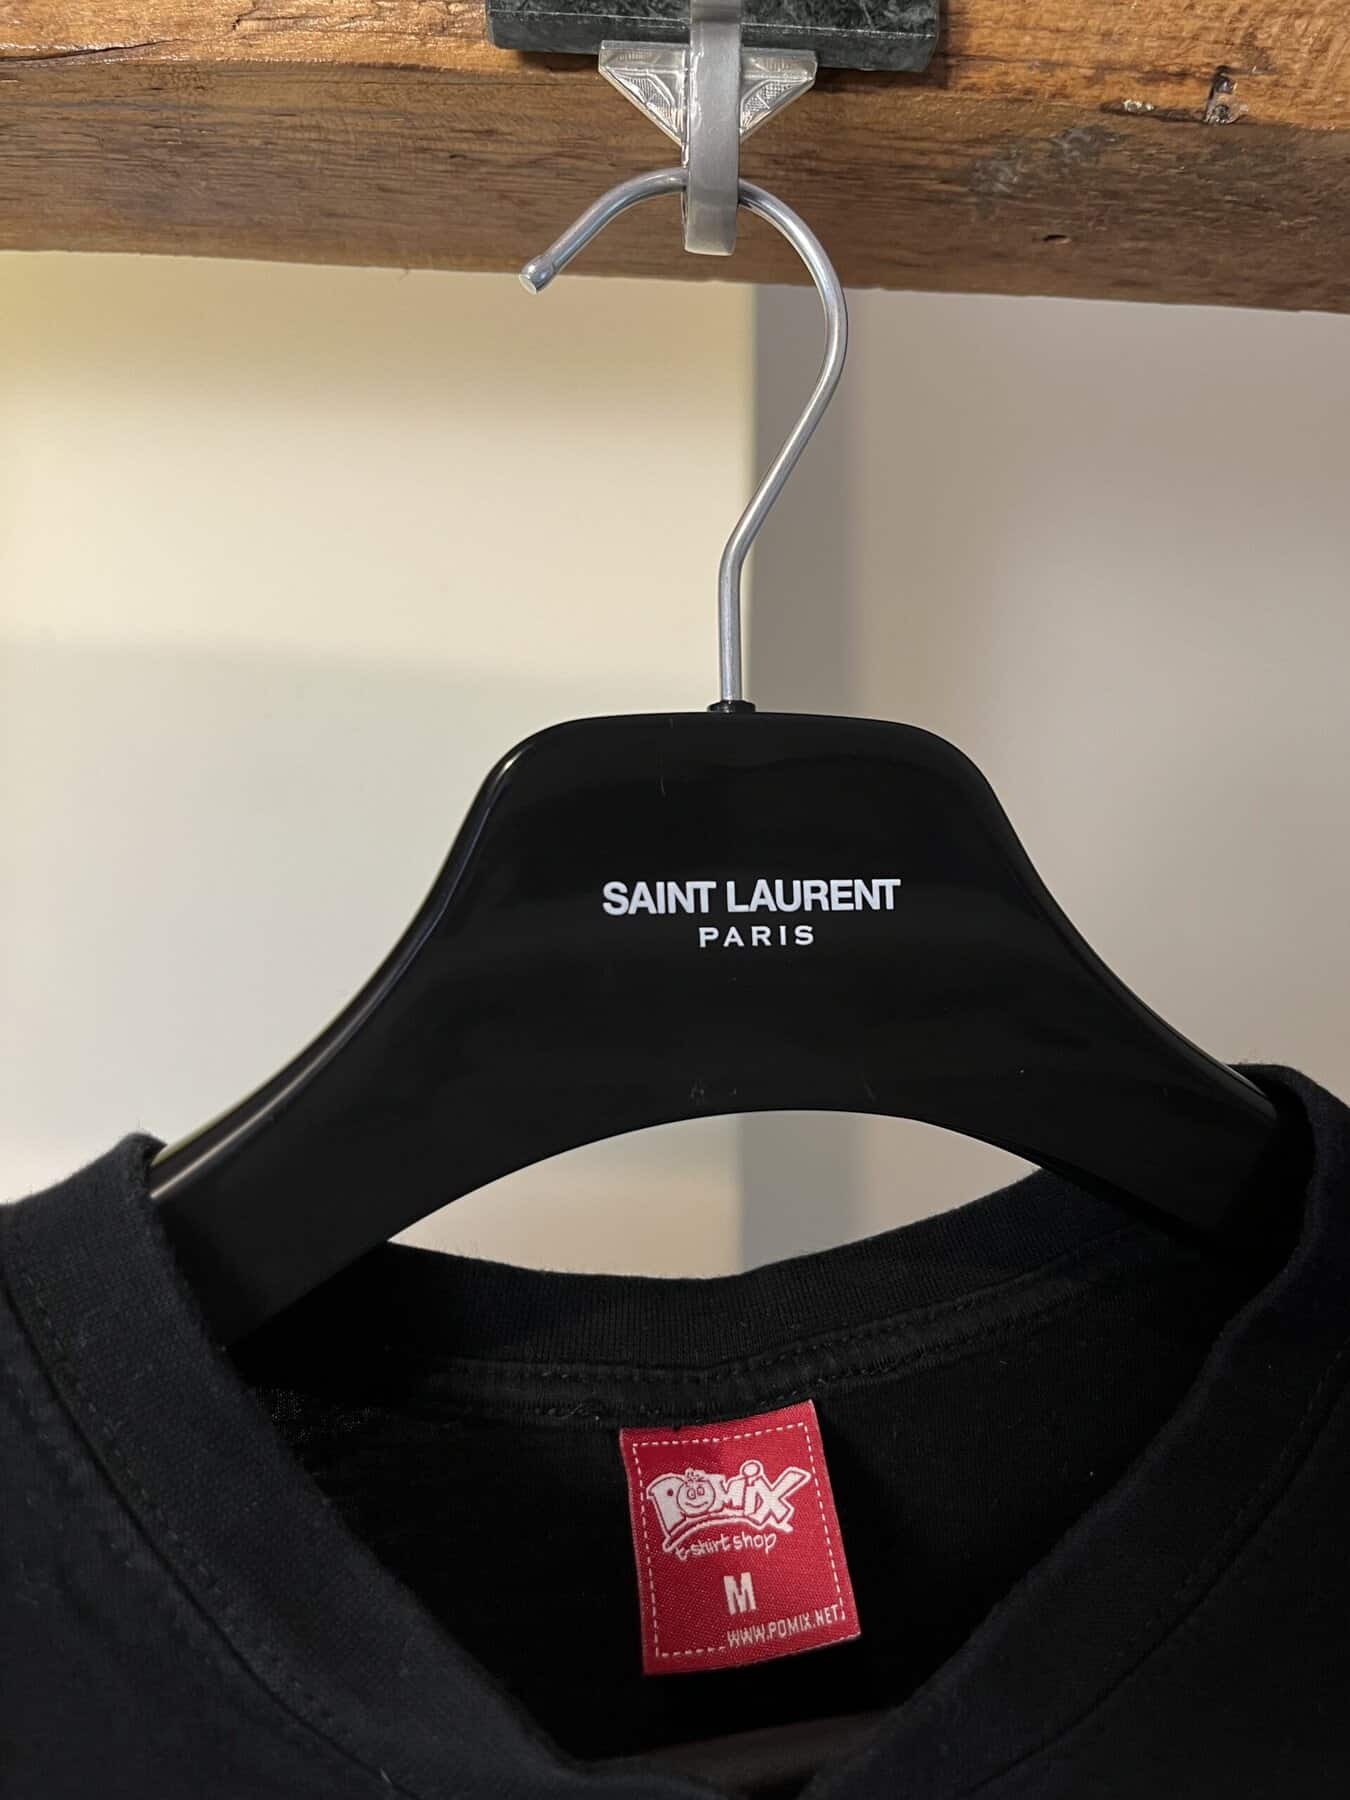 SAINT LAURENT
PARIS
POMiX
t-shirt shop
M
WWW.POMIX.NET